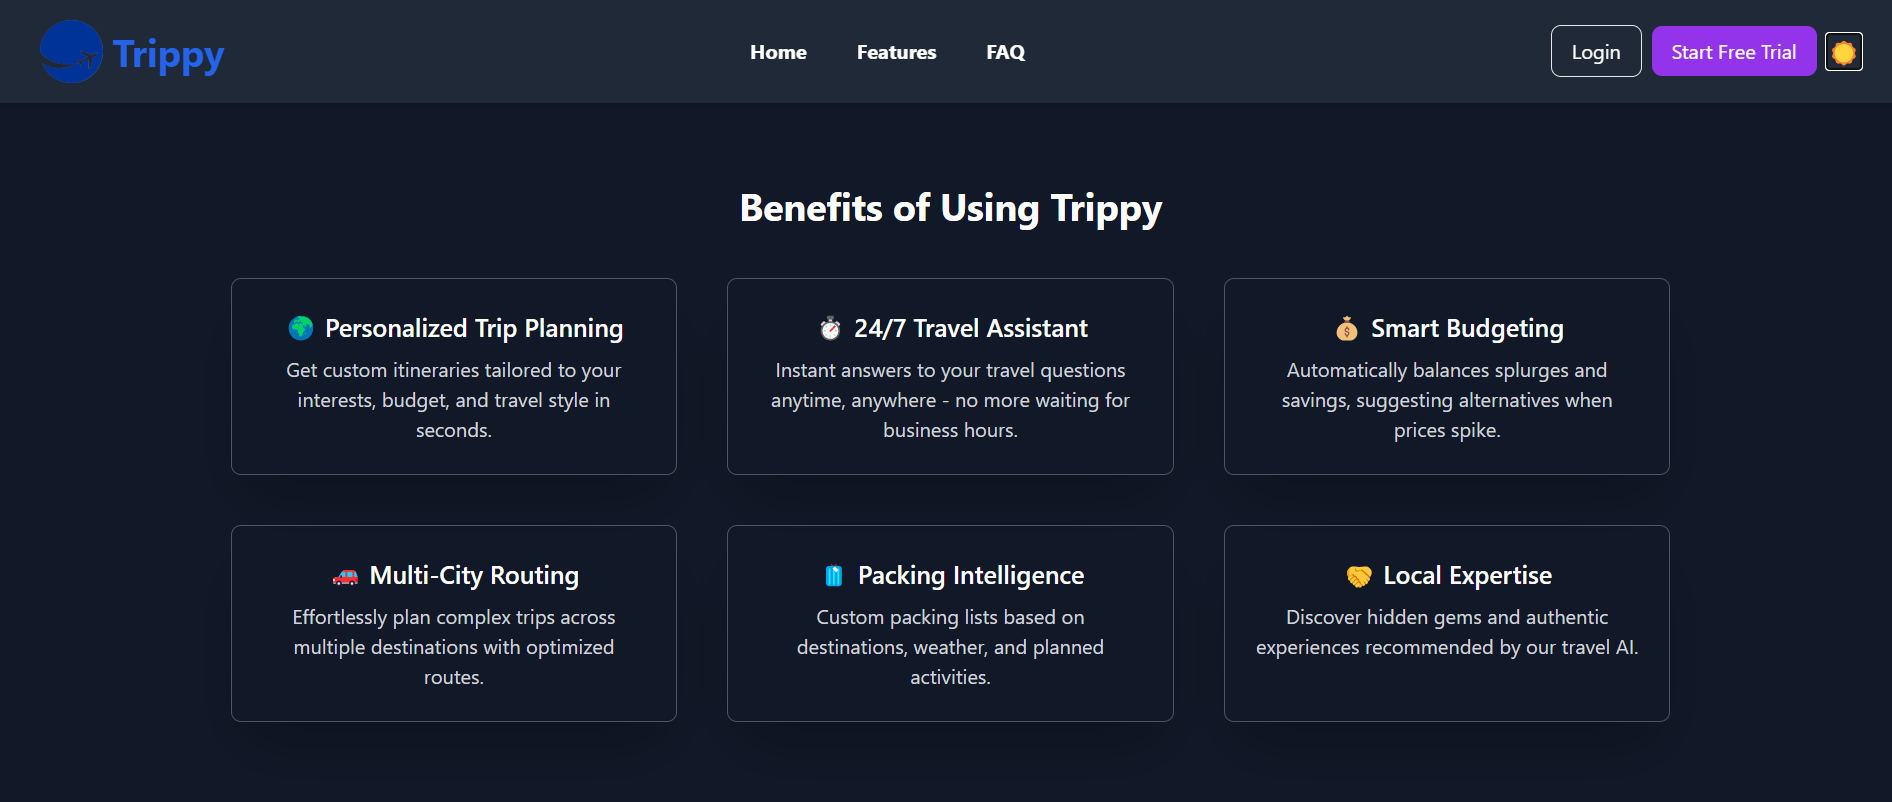 Trippy
Home
Features
FAQ
Login
Start Free Trial
Benefits of Using Trippy
Personalized Trip Planning
Get custom itineraries tailored to your
interests, budget, and travel style in
seconds.
24/7 Travel Assistant
Instant answers to your travel questions
anytime, anywhere - no more waiting for
business hours.
Smart Budgeting
Automatically balances splurges and
savings, suggesting alternatives when
prices spike.
Multi-City Routing
Effortlessly plan complex trips across
multiple destinations with optimized
routes.
Packing Intelligence
Custom packing lists based on
destinations, weather, and planned
activities.
Local Expertise
Discover hidden gems and authentic
experiences recommended by our travel AI.